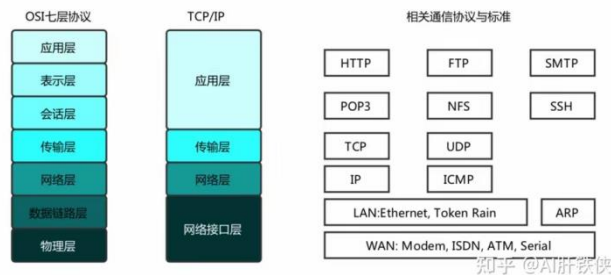 OSI七层协议
TCP/IP
相关通信协议与标准
应用层
表示层
会话层
传输层
网络层
数据链路层
物理层
应用层
传输层
网络层
网络接口层
HTTP
FTP
SMTP
POP3
NFS
SSH
TCP
UDP
IP
ICMP
LAN:Ethernet, Token Rain
ARP
WAN: Modem, ISDN, ATM, Serial
知乎 @AI肝铁侠